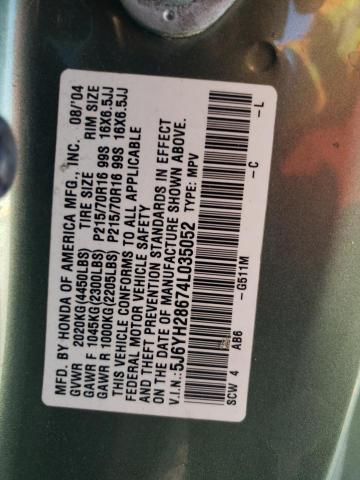 MFD. BY HONDA OF AMERICA MFG., INC. 08/'04
GVWR 2020KG(4450LBS) TIRE SIZE RIM SIZE
GAWR F 1045KG(2300LBS) P215/70R16 99S 16X6.5JJ
GAWR R 1000KG(2205LBS) P215/70R16 99S 16X6.5JJ
THIS VEHICLE CONFORMS TO ALL APPLICABLE
FEDERAL MOTOR VEHICLE SAFETY
AND THEFT PREVENTION STANDARDS IN EFFECT
ON THE DATE OF MANUFACTURE SHOWN ABOVE.
V.I.N.: 5J6YH28674L035052 TYPE: MPV
SCW 4 AB6 -G511M -C -L